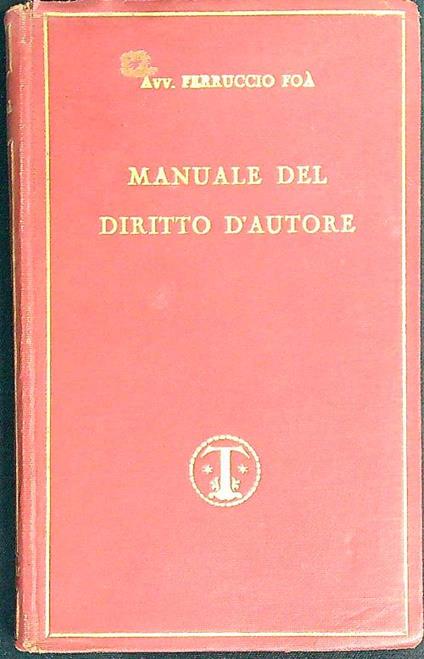 Avv. FERRUCCIO FOÀ
MANUALE DEL
DIRITTO D'AUTORE
T